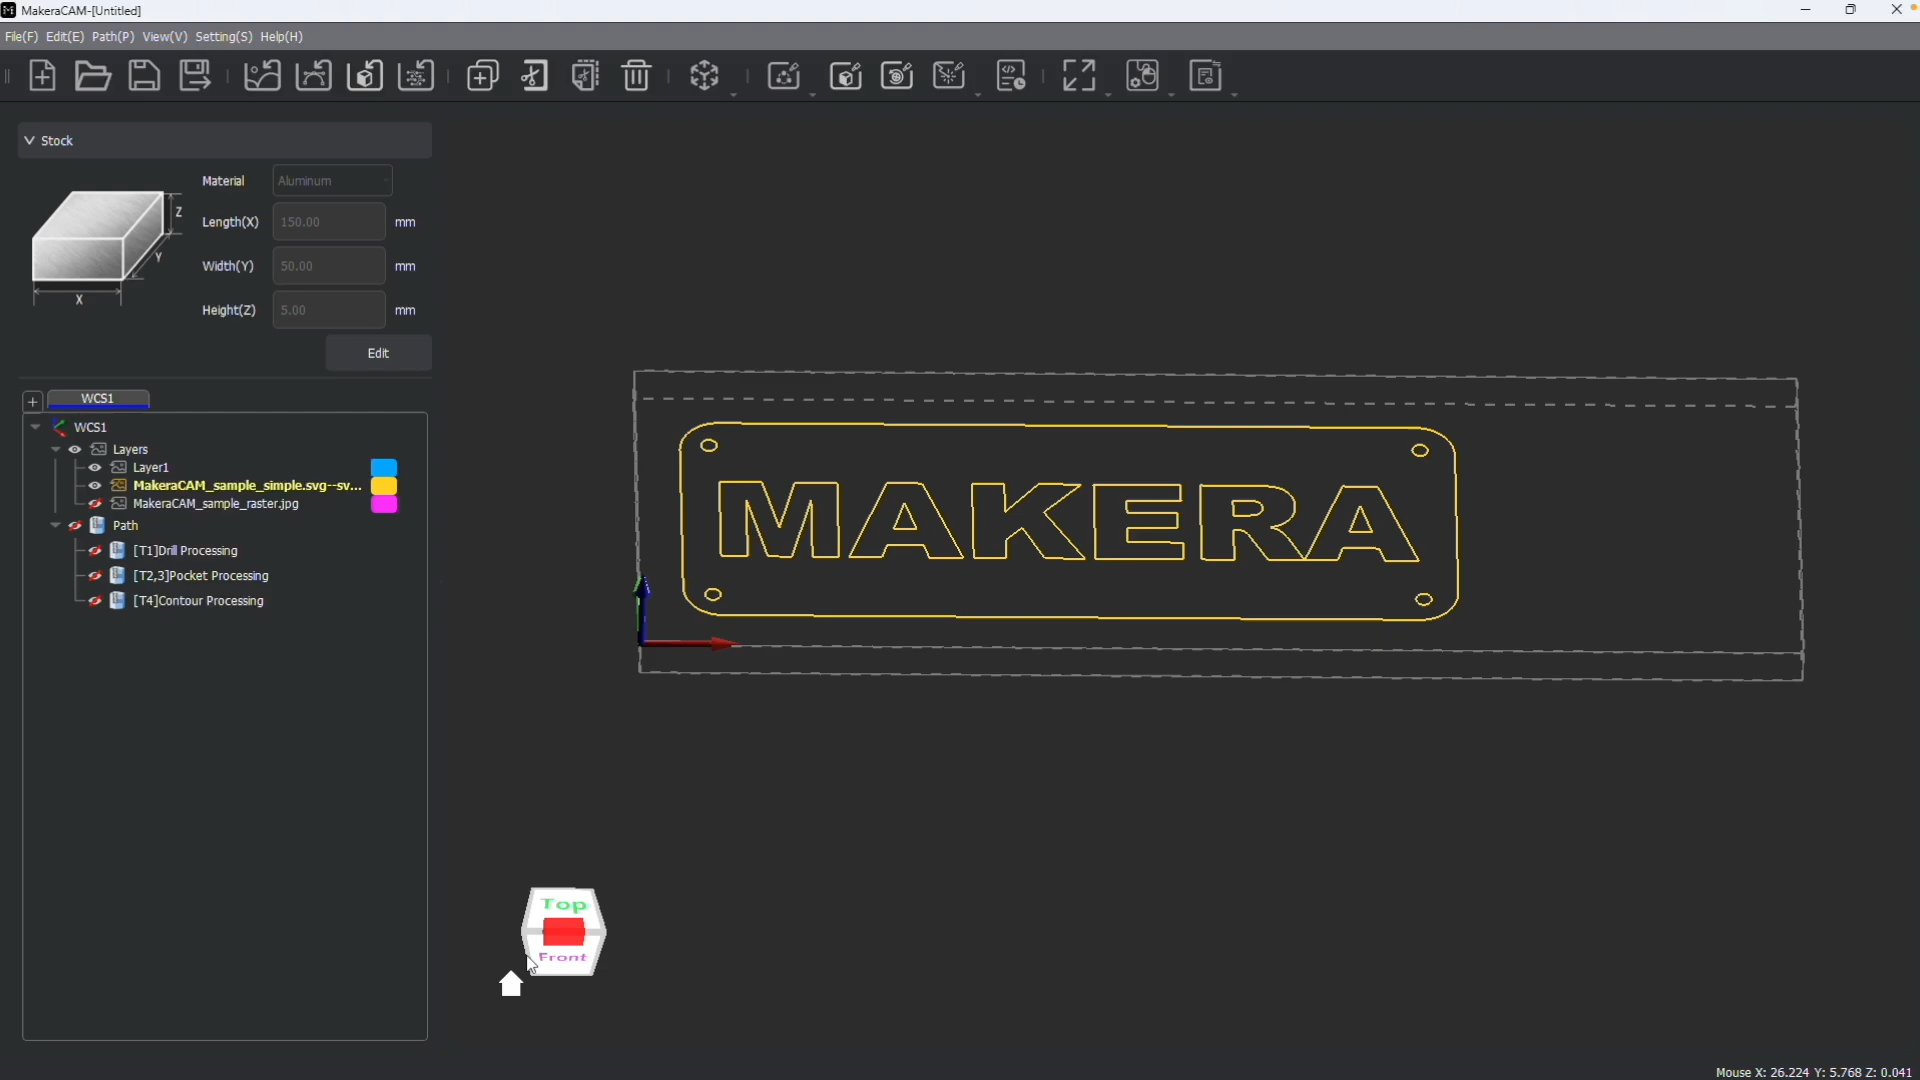 MakeraCAM-[Untitled]
File(F) Edit(E) Path(P) View(V) Setting(S) Help(H)
Stock
Material Aluminum
Length(X) 150.00 mm
Width(Y) 50.00 mm
Height(Z) 5.00 mm
Z
Y
X
Edit
+ WCS1
WCS1
Layers
Layer1
MakeraCAM_sample_simple.svg--sv...
MakeraCAM_sample_raster.jpg
Path
[T1]Drill Processing
[T2,3]Pocket Processing
[T4]Contour Processing
MAKERA
Top
Front
Mouse X: 26.224 Y: 5.768 Z: 0.041